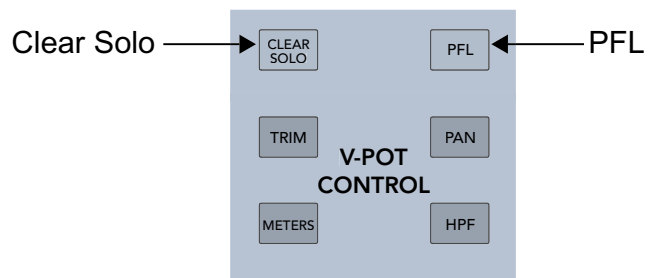 Clear Solo
CLEAR
SOLO
PFL
PFL
TRIM
PAN
V-POT
CONTROL
METERS
HPF